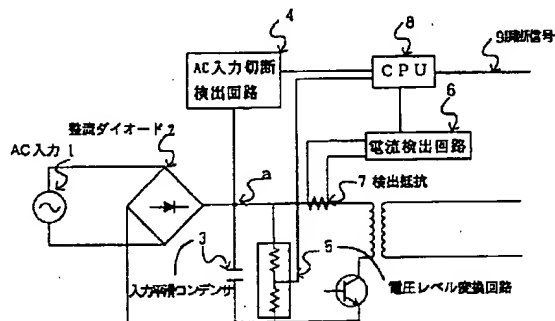 4
8
AC入力切断
検出回路
CPU
9瞬断信号
6
整流ダイオード2
電流検出回路
AC入力1
a
7 検出抵抗
3
5
入力平滑コンデンサ
電圧レベル変換回路